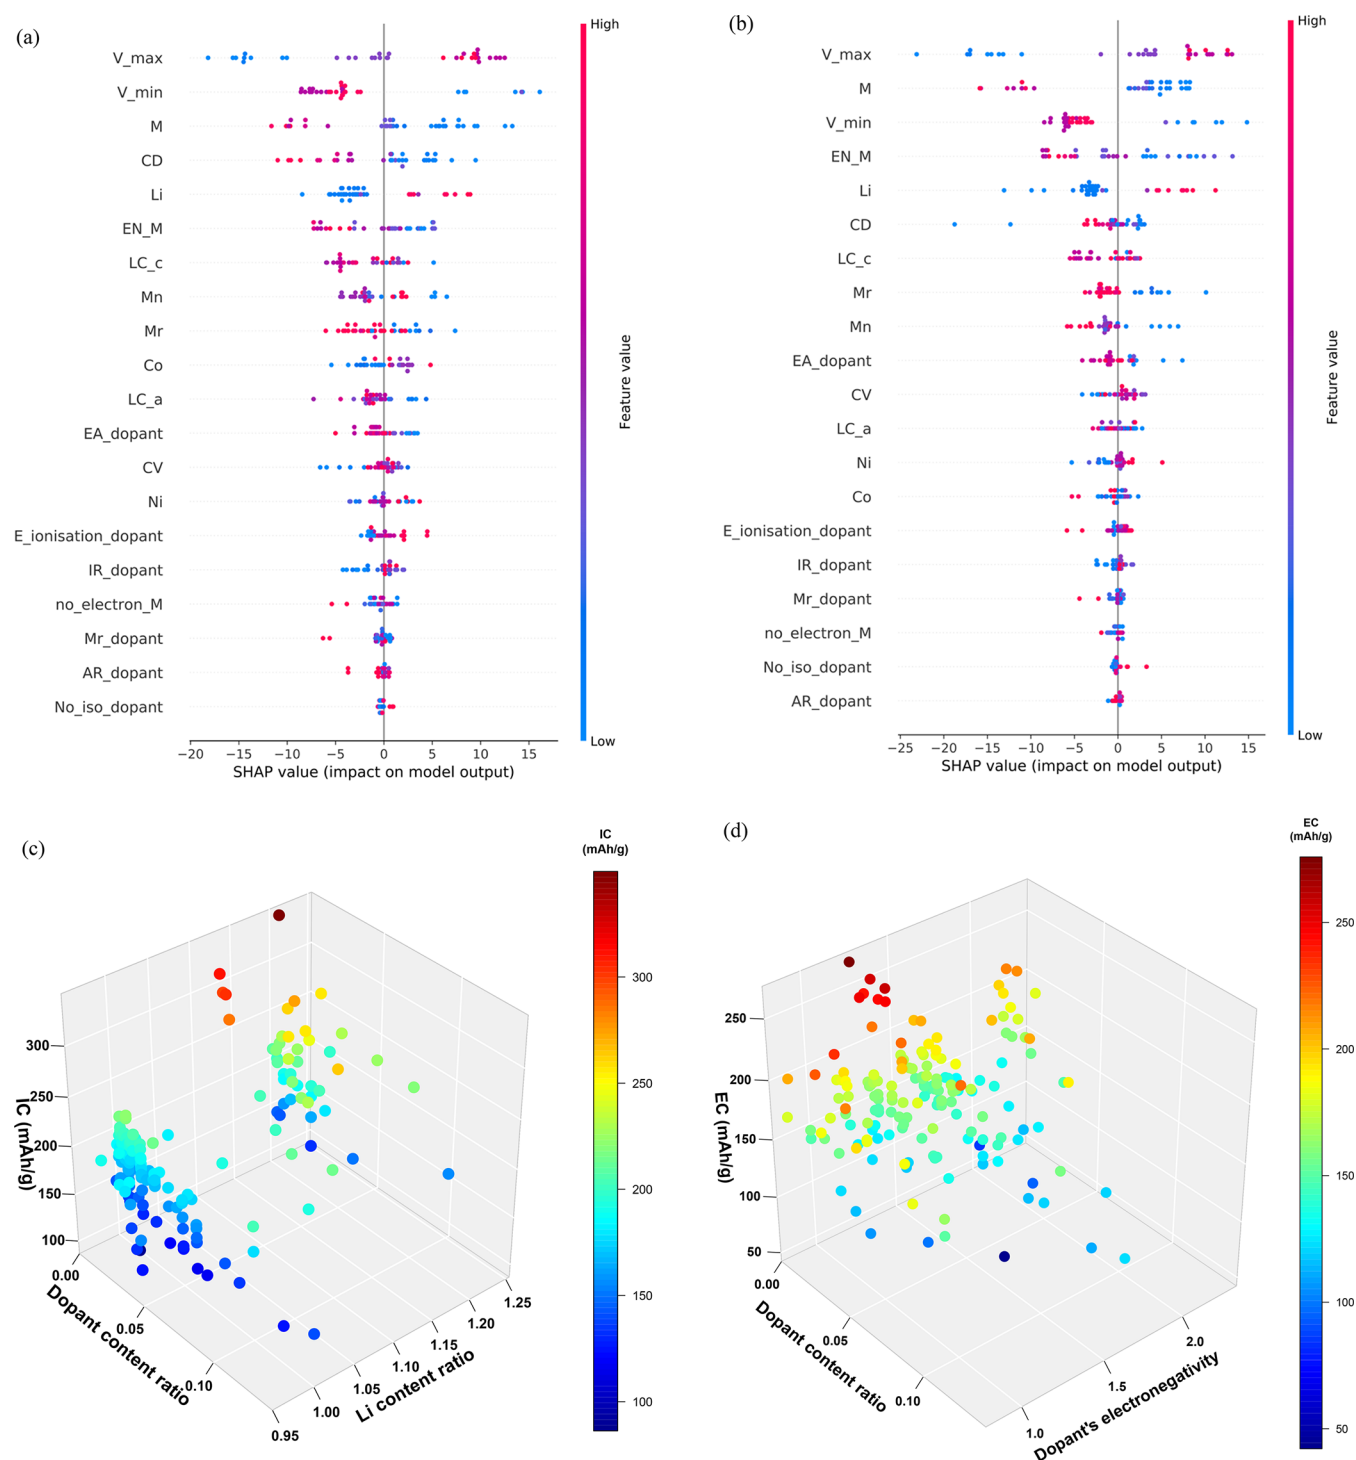 (a)
High
V_max
V_min
M
CD
Li
EN_M
LC_c
Mn
Mr
Co
LC_a
EA_dopant
CV
Ni
E_ionisation_dopant
IR_dopant
no_electron_M
Mr_dopant
AR_dopant
No_iso_dopant
Low
Feature value
−20 −15 −10 −5 0 5 10 15
SHAP value (impact on model output)
(b)
High
V_max
M
V_min
EN_M
Li
CD
LC_c
Mr
Mn
EA_dopant
CV
LC_a
Ni
Co
E_ionisation_dopant
IR_dopant
Mr_dopant
no_electron_M
No_iso_dopant
AR_dopant
Low
Feature value
−25 −20 −15 −10 −5 0 5 10 15
SHAP value (impact on model output)
(c)
IC
(mAh/g)
300
250
200
150
100
IC (mAh/g)
300
250
200
150
100
0.00
0.05
0.10
Dopant content ratio
0.95
1.00
1.05
1.10
1.15
1.20
1.25
Li content ratio
(d)
EC
(mAh/g)
250
200
150
100
50
EC (mAh/g)
250
200
150
100
50
0.00
0.05
0.10
Dopant content ratio
1.0
1.5
2.0
Dopant's electronegativity